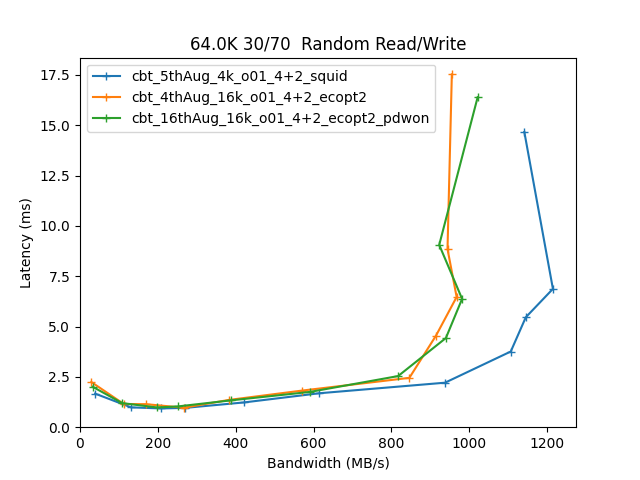 64.0K 30/70  Random Read/Write
cbt_5thAug_4k_o01_4+2_squid
cbt_4thAug_16k_o01_4+2_ecopt2
cbt_16thAug_16k_o01_4+2_ecopt2_pdwon
Latency (ms)
17.5
15.0
12.5
10.0
7.5
5.0
2.5
0.0
0 200 400 600 800 1000 1200
Bandwidth (MB/s)